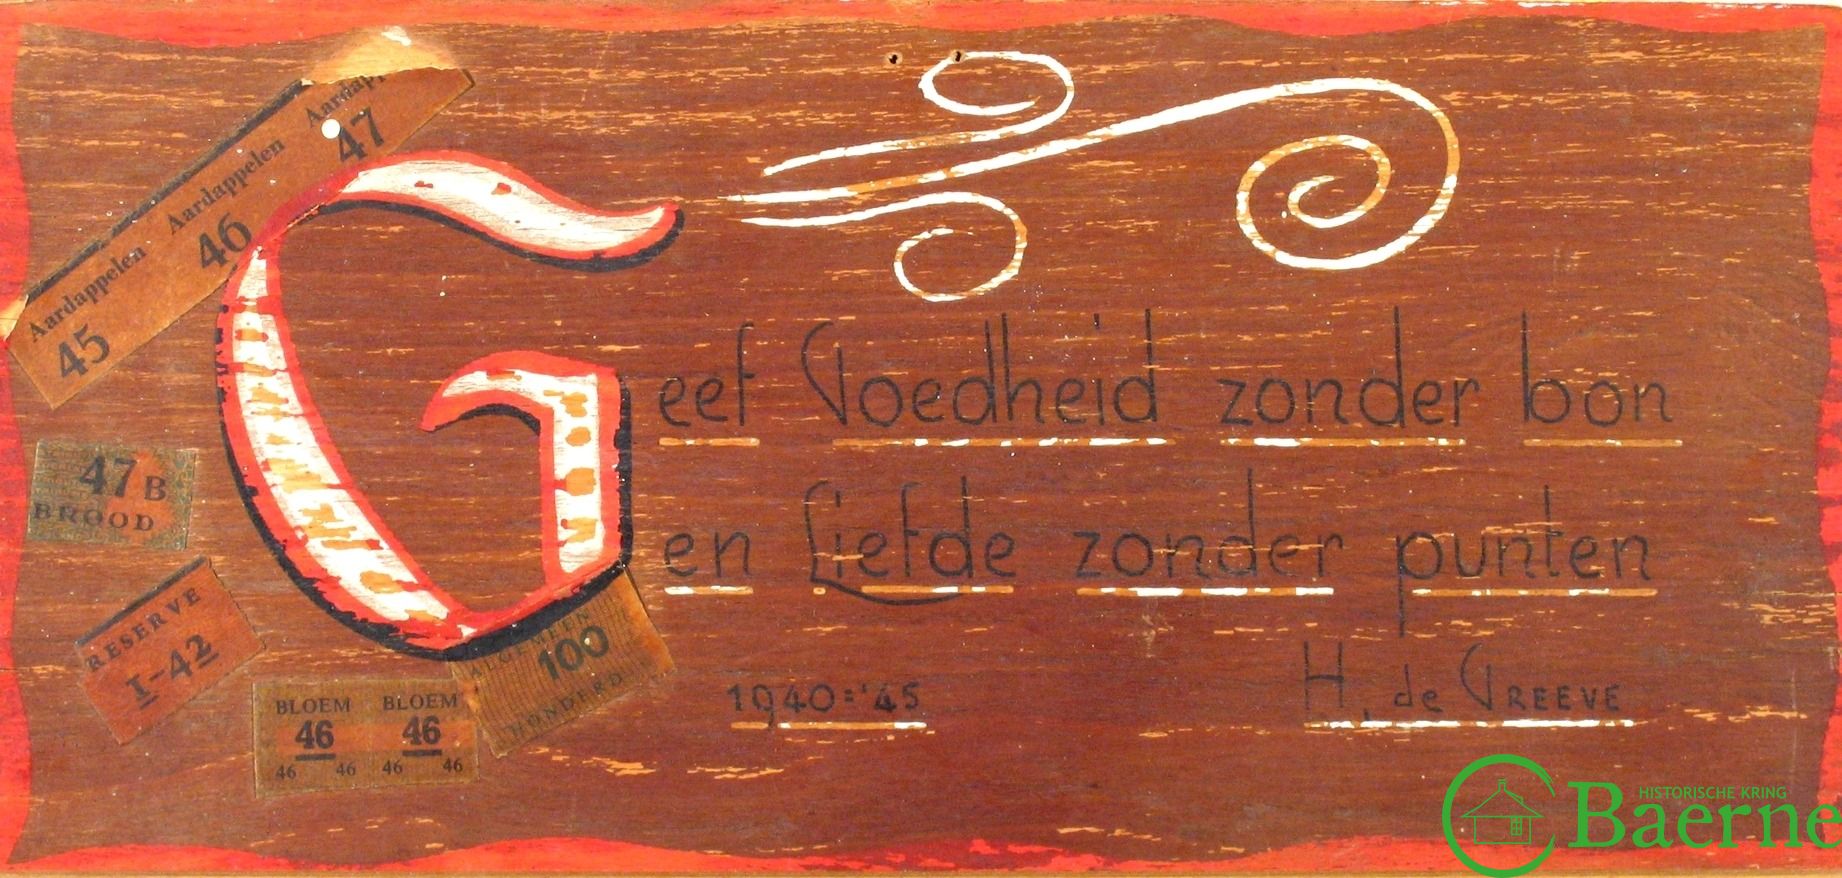 Aardappelen
47
Aardappelen
46
Aardappelen
45
Geef Goedheid zonder bon
en Liefde zonder punten
H. de GREEVE
1940='45
47B
BROOD
RESERVE
I-42
BLOEM BLOEM
46 46
46 46 46 46
ALGEMEEN
100
HONDERD
HISTORISCHE KRING
Baerne